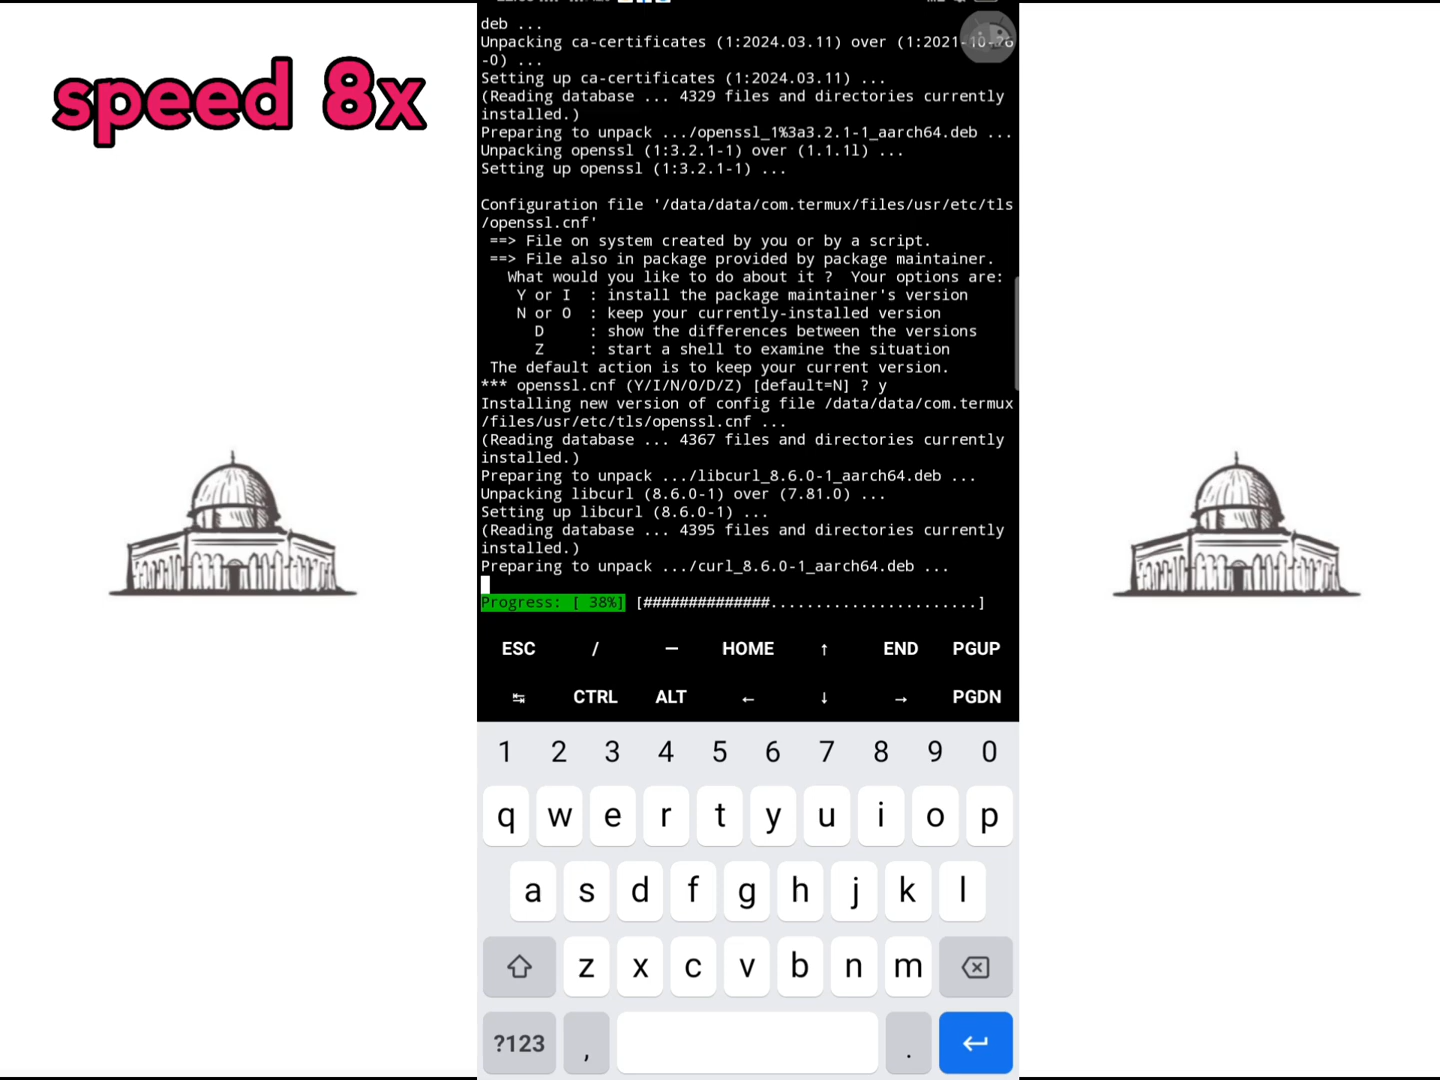 speed 8x
deb ...
Unpacking ca-certificates (1:2024.03.11) over (1:2021-10-26
-0) ...
Setting up ca-certificates (1:2024.03.11) ...
(Reading database ... 4329 files and directories currently
installed.)
Preparing to unpack .../openssl_1%3a3.2.1-1_aarch64.deb ...
Unpacking openssl (1:3.2.1-1) over (1.1.1l) ...
Setting up openssl (1:3.2.1-1) ...
Configuration file '/data/data/com.termux/files/usr/etc/tls
/openssl.cnf'
==> File on system created by you or by a script.
==> File also in package provided by package maintainer.
What would you like to do about it ?  Your options are:
Y or I  : install the package maintainer's version
N or O  : keep your currently-installed version
D     : show the differences between the versions
Z     : start a shell to examine the situation
The default action is to keep your current version.
*** openssl.cnf (Y/I/N/O/D/Z) [default=N] ? y
Installing new version of config file /data/data/com.termux
/files/usr/etc/tls/openssl.cnf ...
(Reading database ... 4367 files and directories currently
installed.)
Preparing to unpack .../libcurl_8.6.0-1_aarch64.deb ...
Unpacking libcurl (8.6.0-1) over (7.81.0) ...
Setting up libcurl (8.6.0-1) ...
(Reading database ... 4395 files and directories currently
installed.)
Preparing to unpack .../curl_8.6.0-1_aarch64.deb ...
Progress: [ 38%] [##############.......................]
ESC / — HOME ↑ END PGUP
↹ CTRL ALT ← ↓ → PGDN
1 2 3 4 5 6 7 8 9 0
q w e r t y u i o p
a s d f g h j k l
z x c v b n m
?123 , .